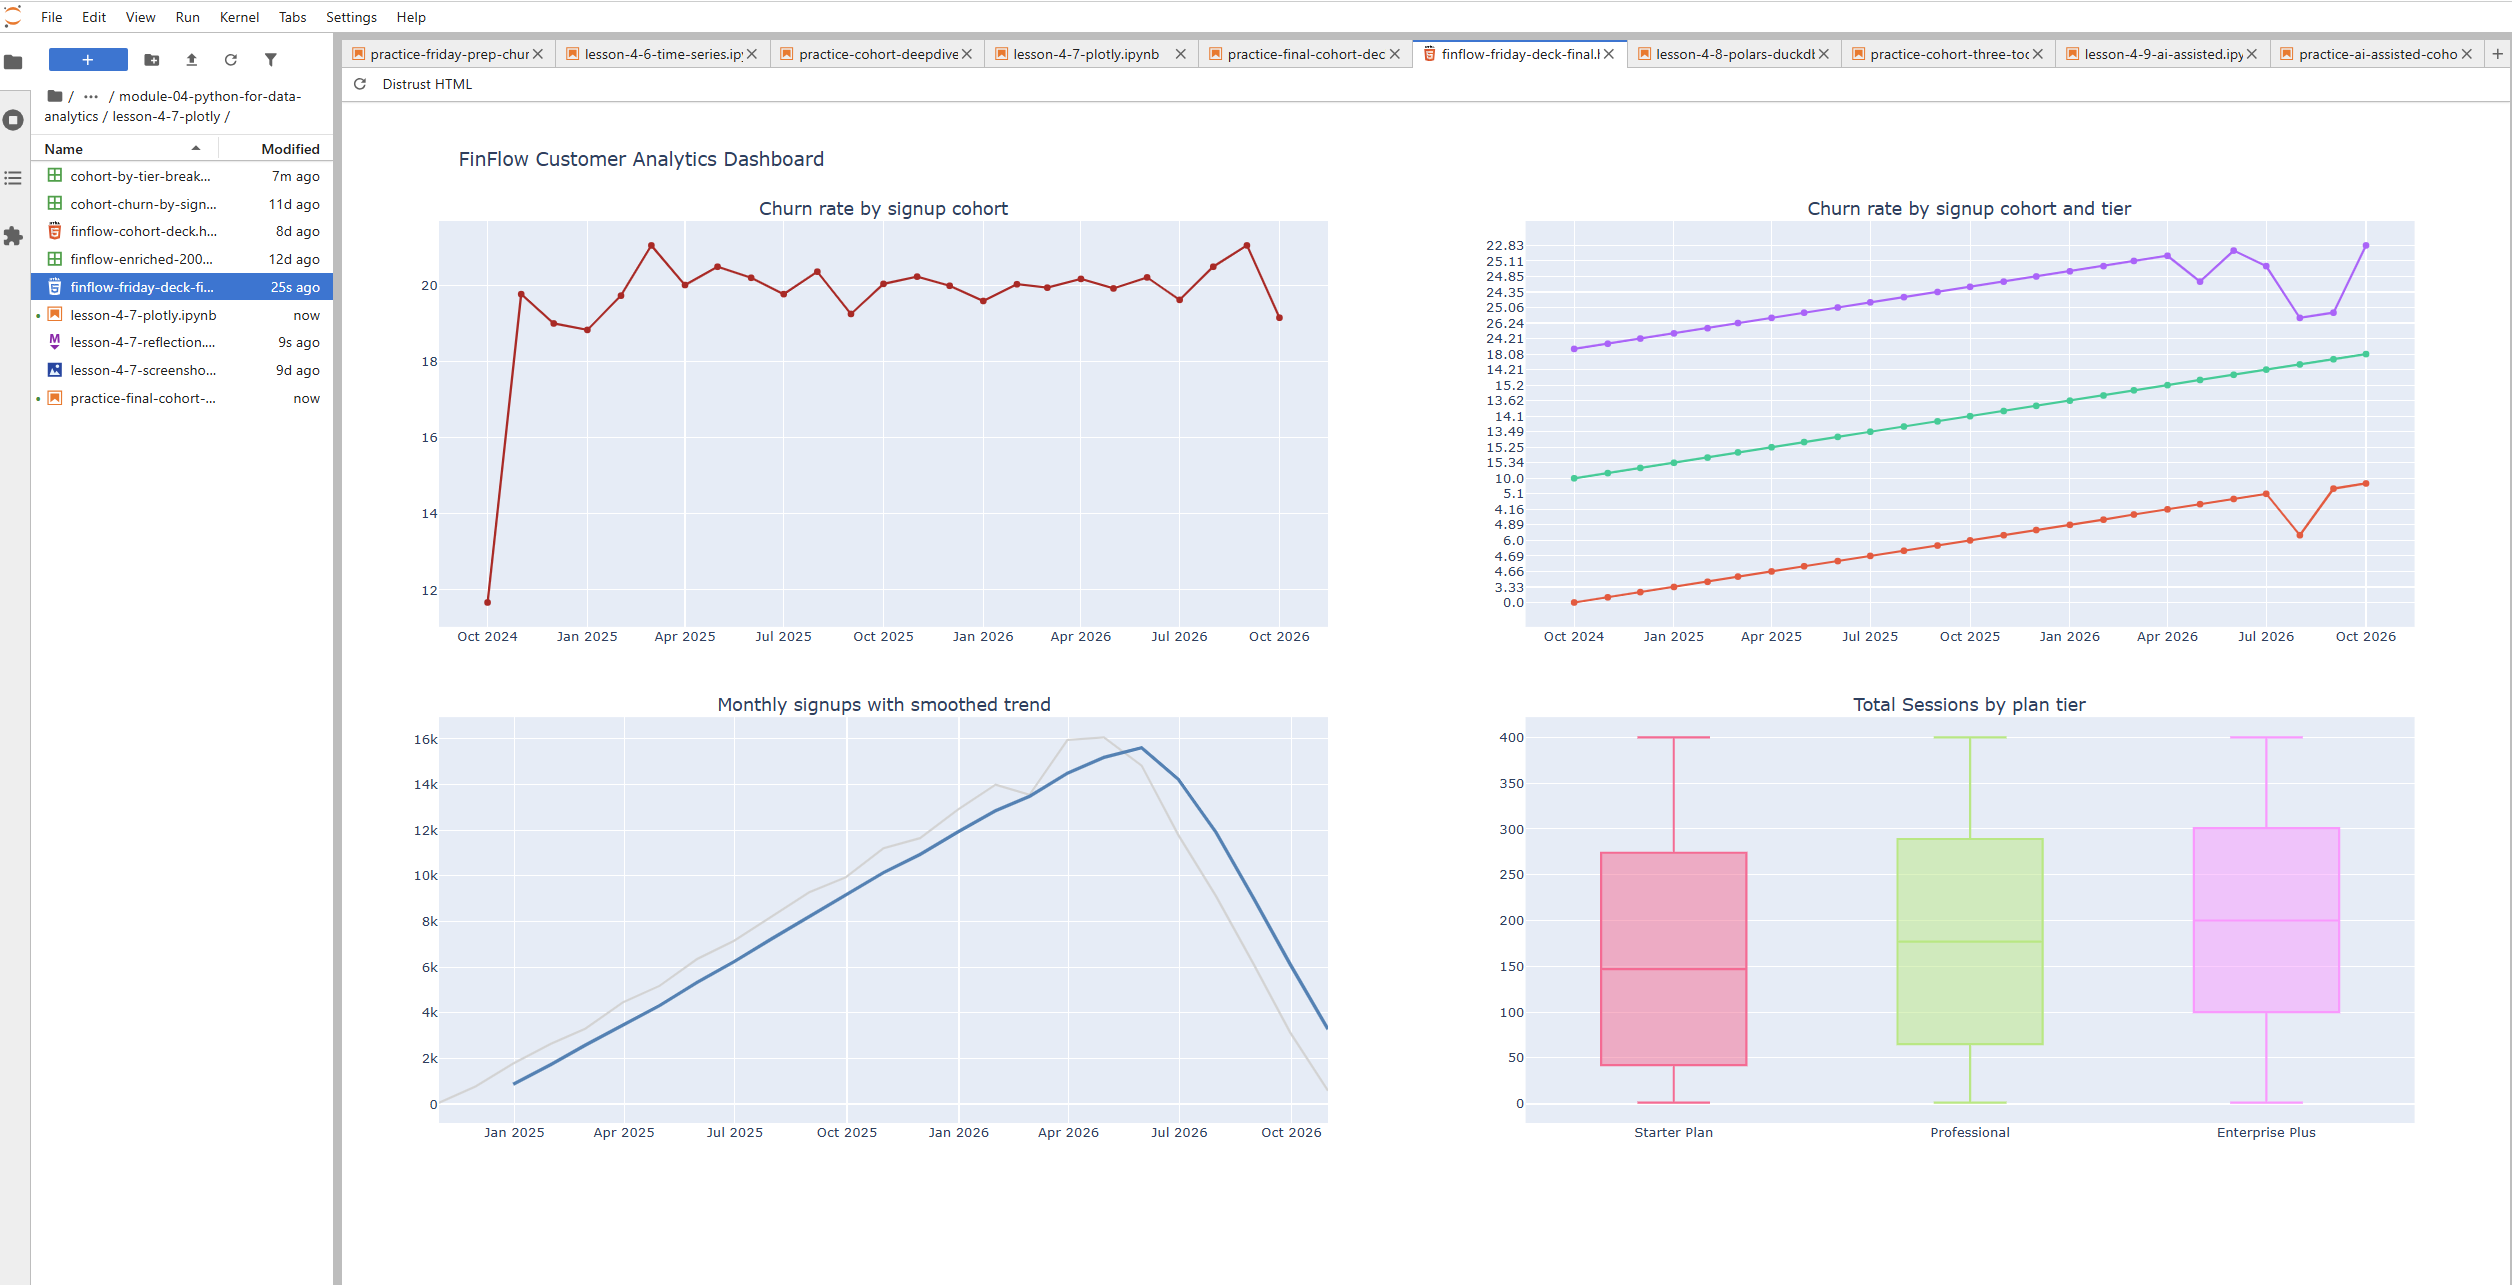 File Edit View Run Kernel Tabs Settings Help
+
/ ··· / module-04-python-for-data-
analytics / lesson-4-7-plotly /
Name Modified
cohort-by-tier-break... 7m ago
cohort-churn-by-sign... 11d ago
finflow-cohort-deck.h... 8d ago
finflow-enriched-200... 12d ago
finflow-friday-deck-fi... 25s ago
lesson-4-7-plotly.ipynb now
M lesson-4-7-reflection.... 9s ago
lesson-4-7-screensho... 9d ago
practice-final-cohort-... now
practice-friday-prep-chur
lesson-4-6-time-series.ip
practice-cohort-deepdive
lesson-4-7-plotly.ipynb
practice-final-cohort-dec
finflow-friday-deck-final.h
lesson-4-8-polars-duckdb
practice-cohort-three-too
lesson-4-9-ai-assisted.ipy
practice-ai-assisted-coho
+
Distrust HTML
FinFlow Customer Analytics Dashboard
Churn rate by signup cohort
20
18
16
14
12
Oct 2024 Jan 2025 Apr 2025 Jul 2025 Oct 2025 Jan 2026 Apr 2026 Jul 2026 Oct 2026
Churn rate by signup cohort and tier
22.83
25.11
24.85
24.35
25.06
26.24
24.21
18.08
14.21
15.2
13.62
14.1
13.49
15.25
15.34
10.0
5.1
4.16
4.89
6.0
4.69
4.66
3.33
0.0
Oct 2024 Jan 2025 Apr 2025 Jul 2025 Oct 2025 Jan 2026 Apr 2026 Jul 2026 Oct 2026
Monthly signups with smoothed trend
16k
14k
12k
10k
8k
6k
4k
2k
0
Jan 2025 Apr 2025 Jul 2025 Oct 2025 Jan 2026 Apr 2026 Jul 2026 Oct 2026
Total Sessions by plan tier
400
350
300
250
200
150
100
50
0
Starter Plan Professional Enterprise Plus